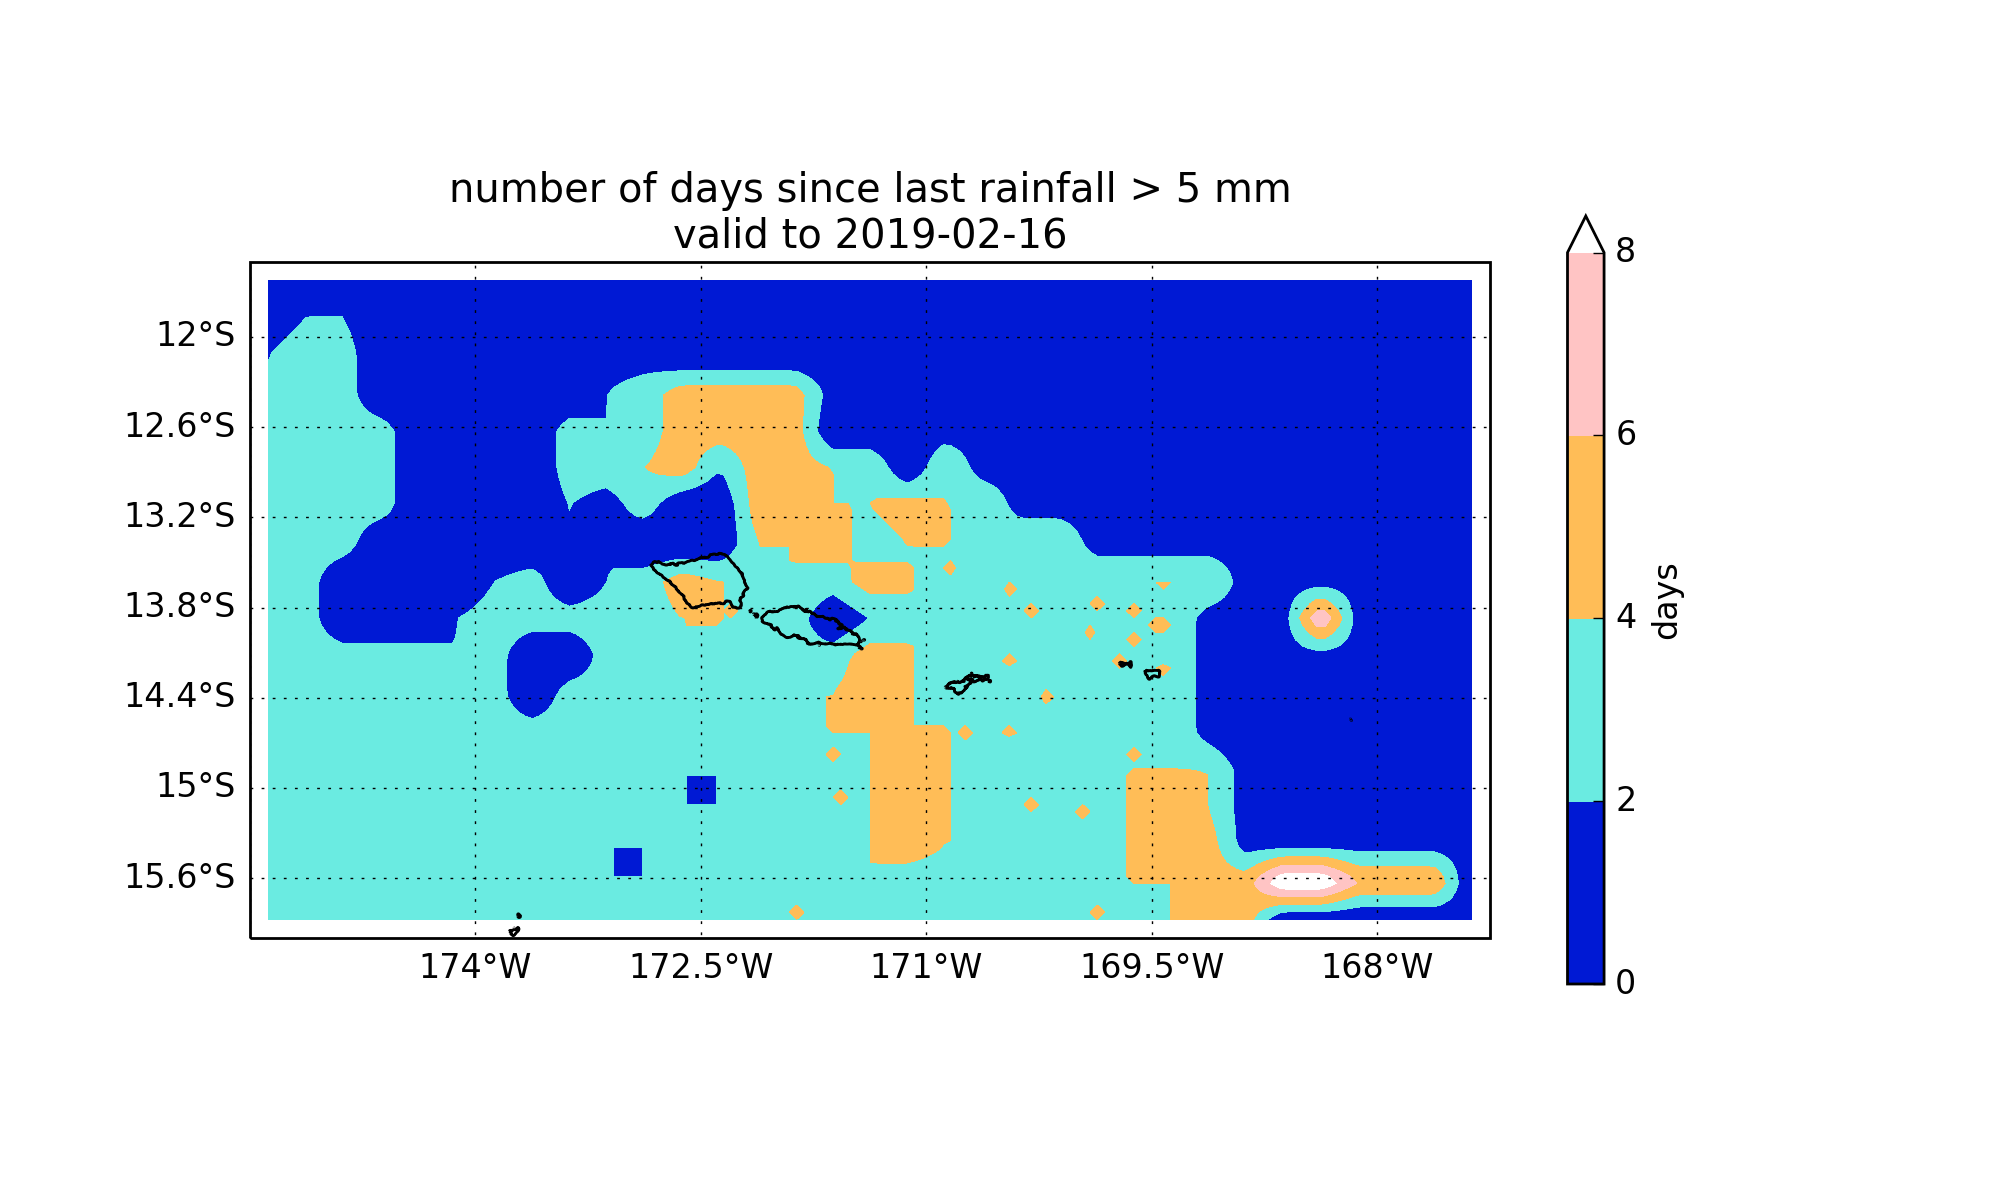 number of days since last rainfall > 5 mm
valid to 2019-02-16
12°S
12.6°S
13.2°S
13.8°S
14.4°S
15°S
15.6°S
174°W
172.5°W
171°W
169.5°W
168°W
8
6
4
2
0
days